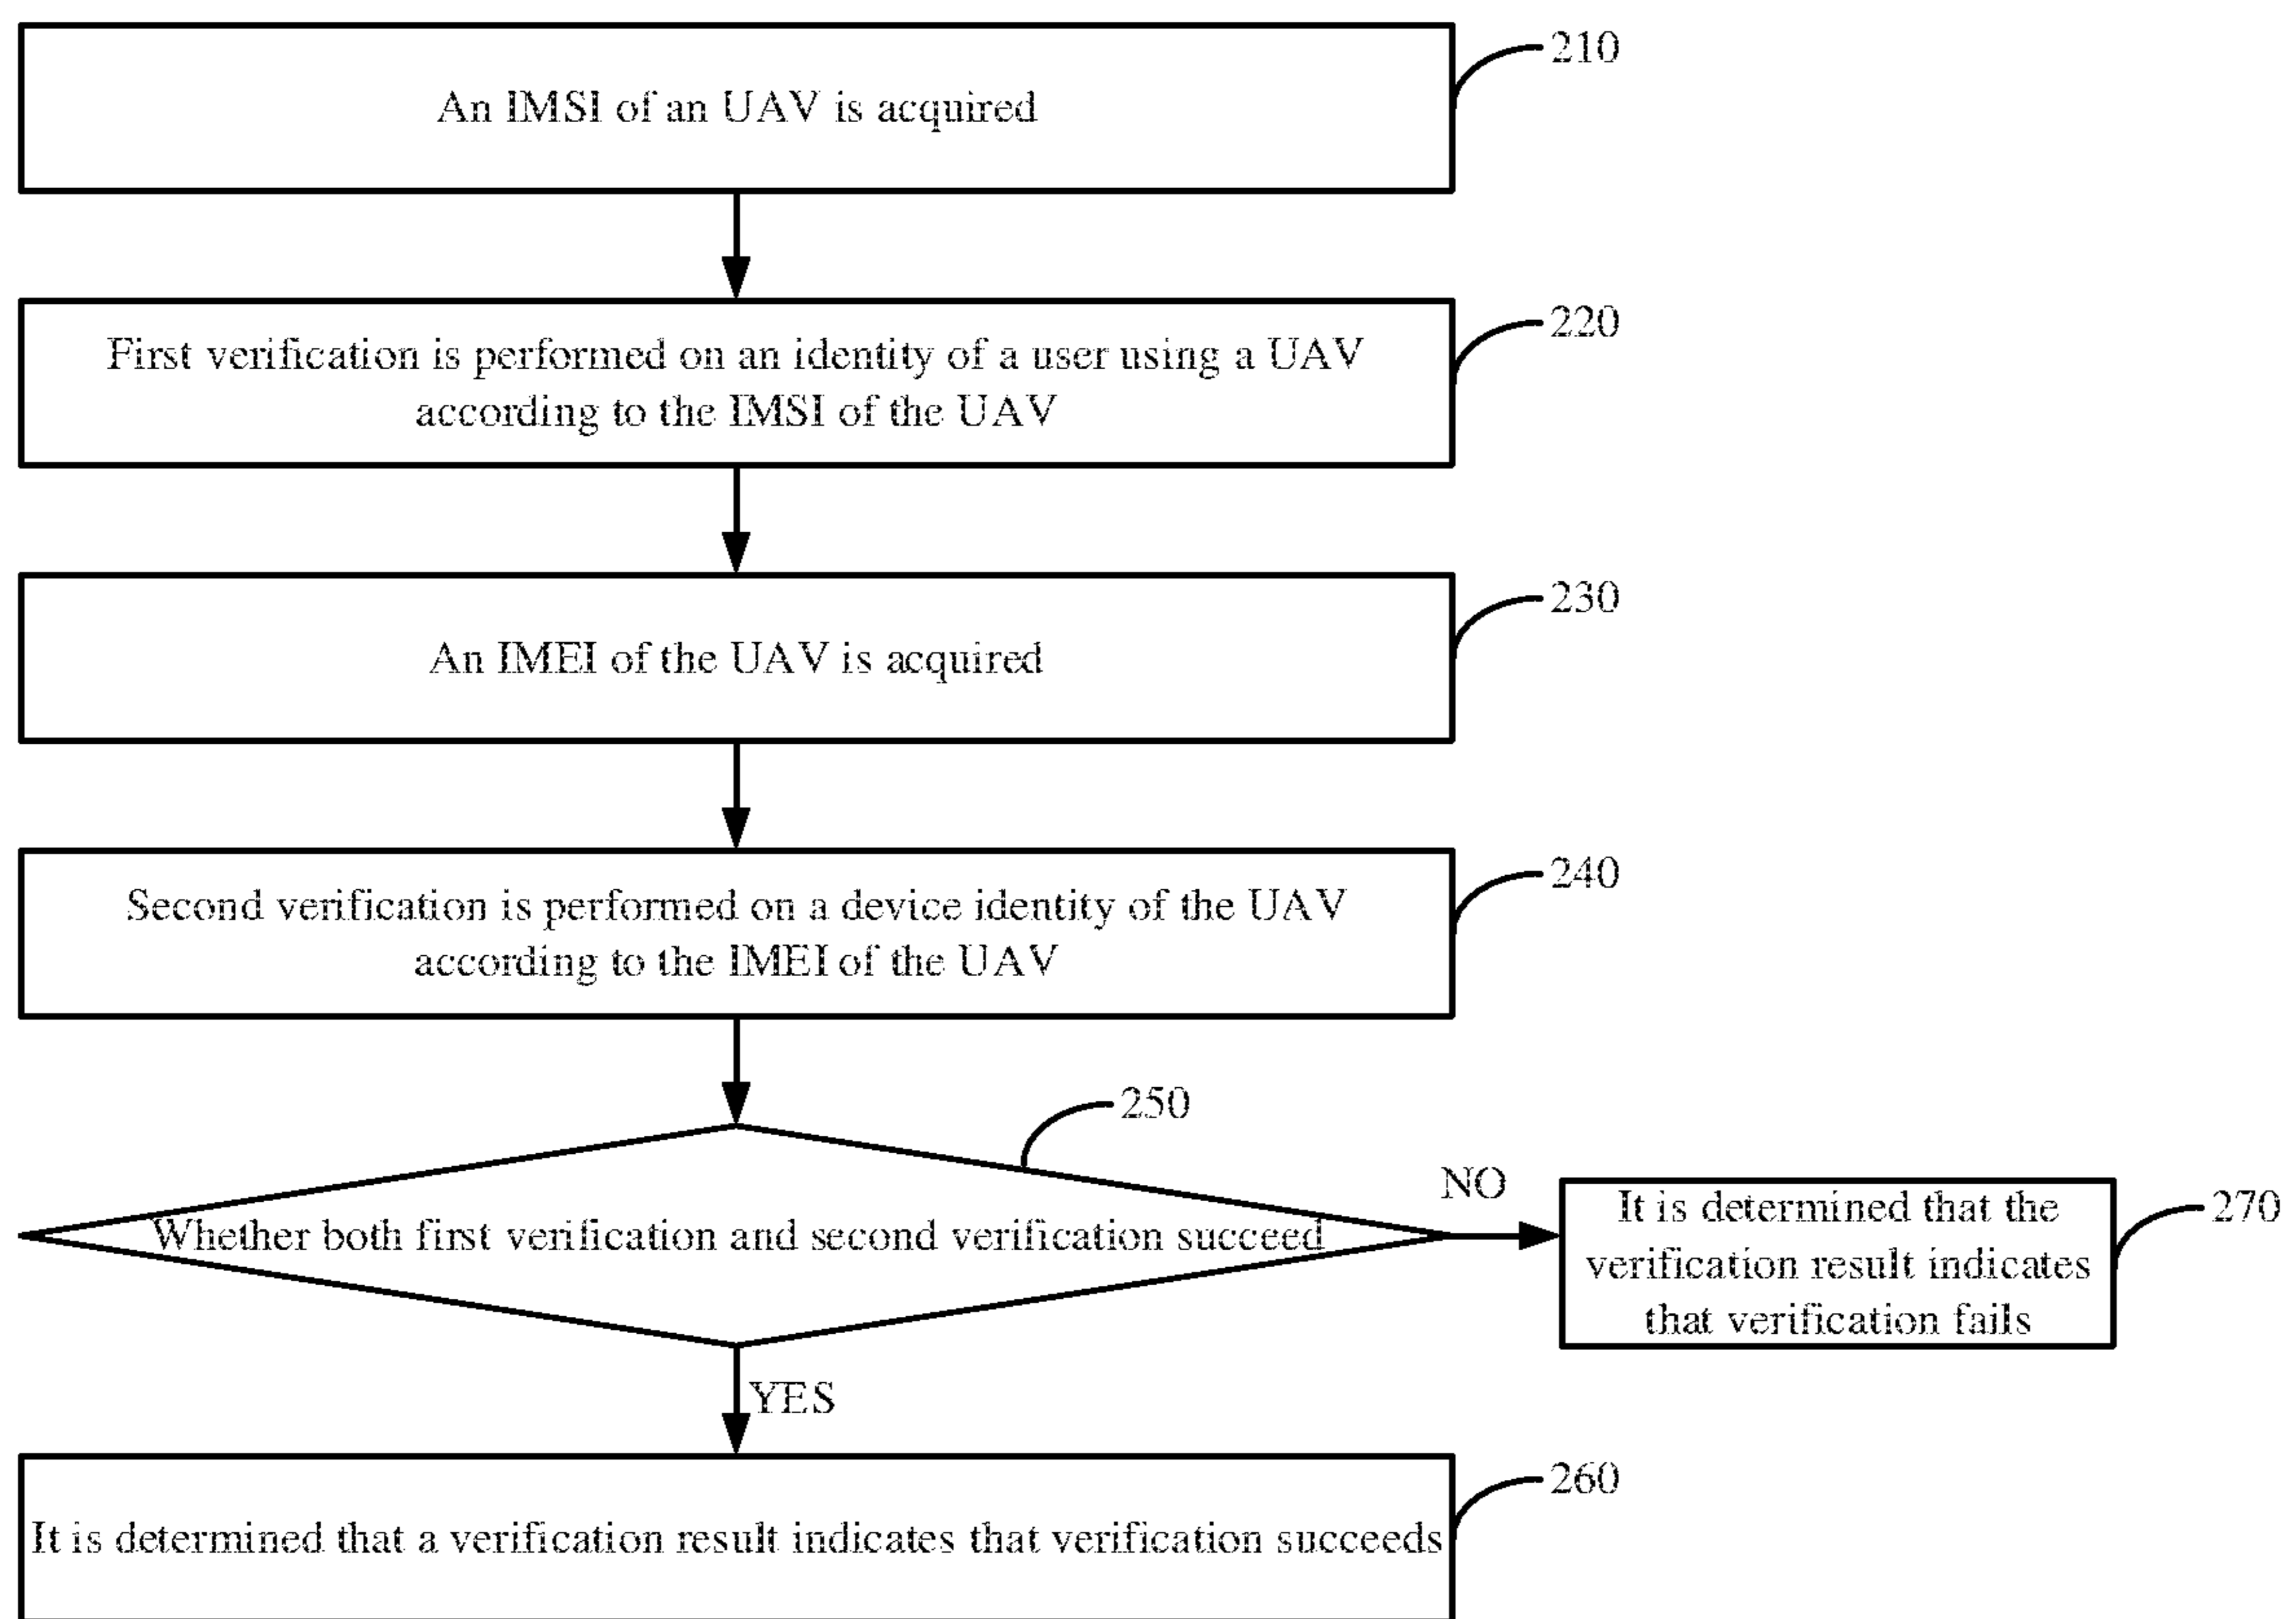 An IMSI of an UAV is acquired
210
First verification is performed on an identity of a user using a UAV
according to the IMSI of the UAV
220
An IMEI of the UAV is acquired
230
Second verification is performed on a device identity of the UAV
according to the IMEI of the UAV
240
250
Whether both first verification and second verification succeed
NO
It is determined that the
verification result indicates
that verification fails
270
YES
It is determined that a verification result indicates that verification succeeds
260